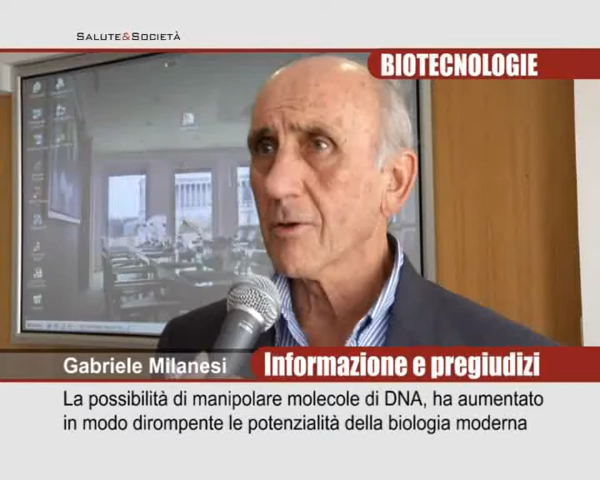 SALUTE&SOCIETÀ
BIOTECNOLOGIE
Gabriele Milanesi
Informazione e pregiudizi
La possibilità di manipolare molecole di DNA, ha aumentato
in modo dirompente le potenzialità della biologia moderna